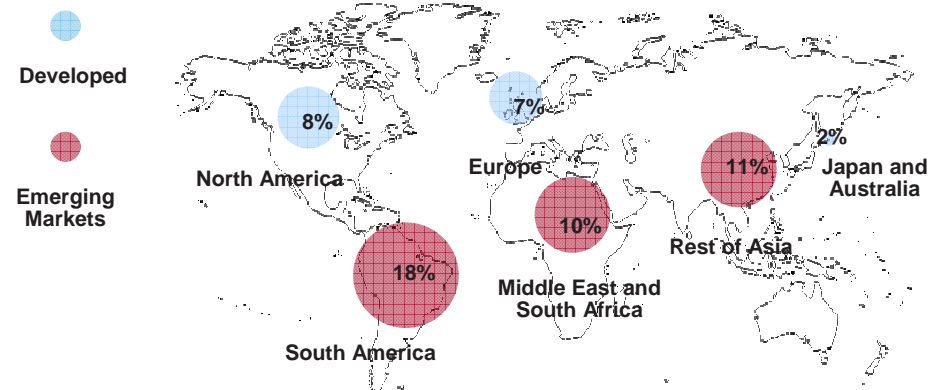 Developed
Emerging
Markets
8%
North America
7%
Europe
2%
Japan and
Australia
11%
Rest of Asia
10%
Middle East and
South Africa
18%
South America